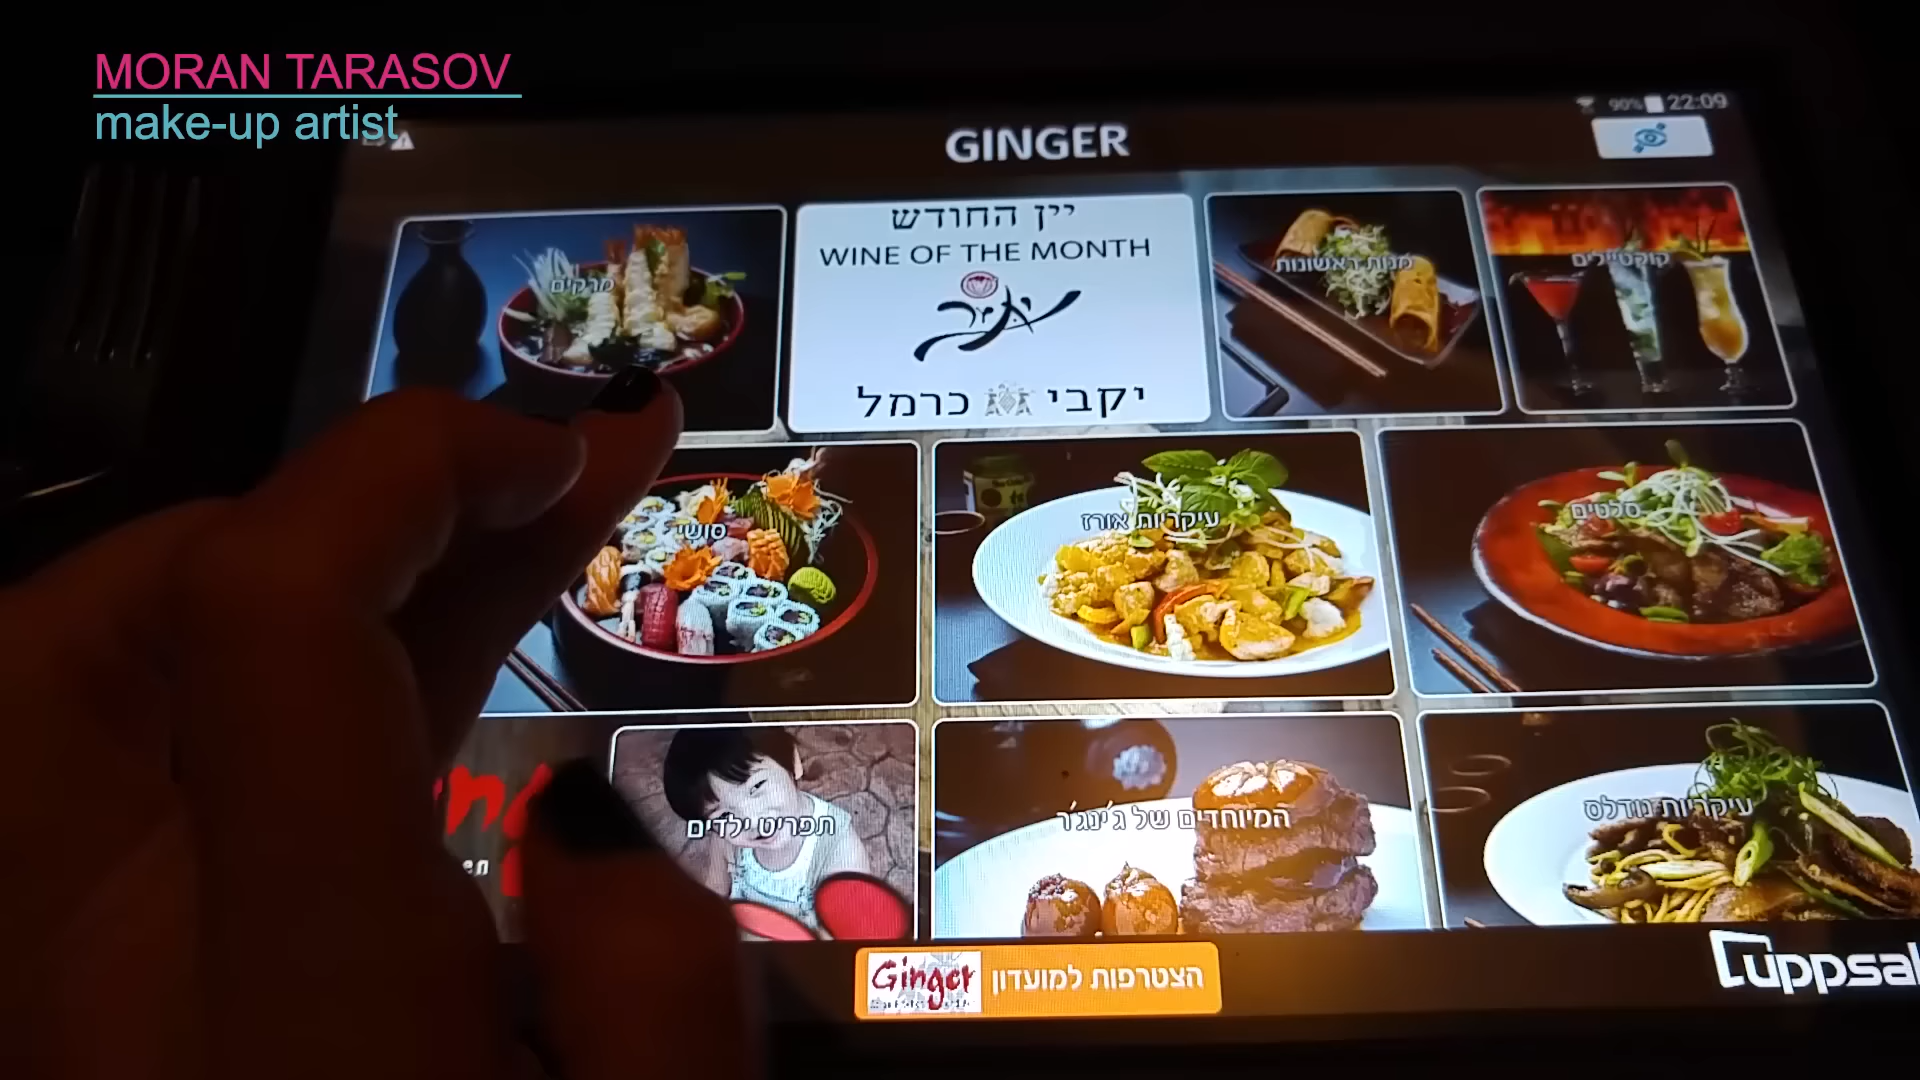 MORAN TARASOV
make-up artist
90% 22:09
GINGER
מרקים
יין החודש
WINE OF THE MONTH
יקבי כרמל
מנות ראשונות
קוקטיילים
סושי
עיקריות אורז
סלטים
תפריט ילדים
המיוחדים של ג'ינג'ר
עיקריות נודלס
Ginger
הצטרפות למועדון